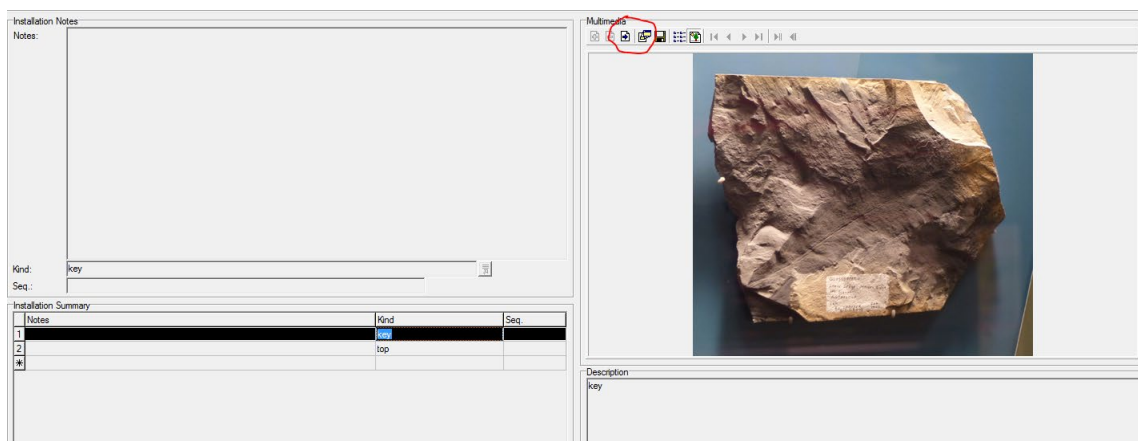 Installation Notes
Notes:
Kind: key
Seq.:
Installation Summary
Notes Kind Seq.
1 key
2 top
*
Multimedia
Description
key